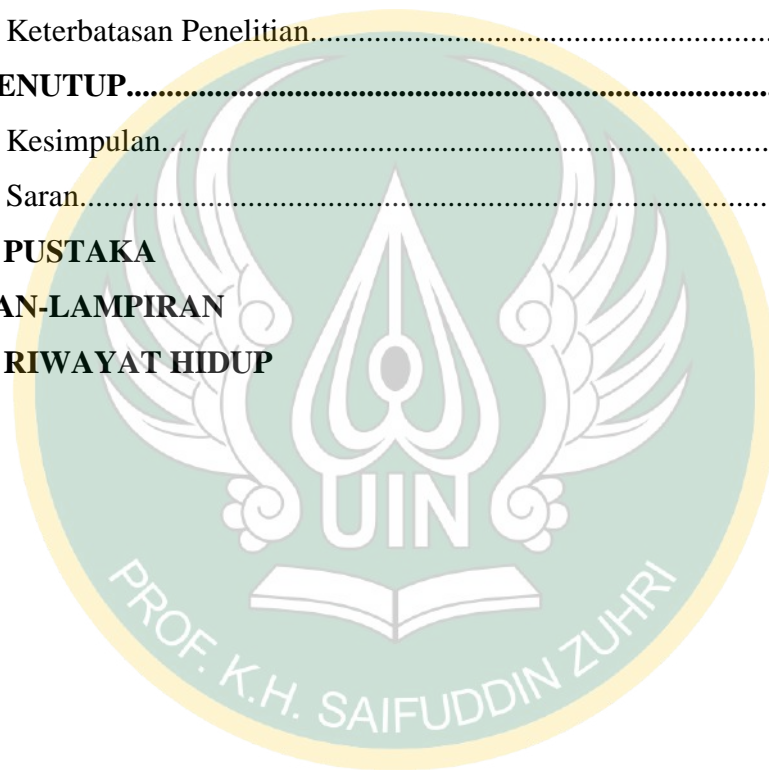 Keterbatasan Penelitian........................................................
ENUTUP................................................................................
Kesimpulan..........................................................................
Saran.....................................................................................
PUSTAKA
AN-LAMPIRAN
RIWAYAT HIDUP
UIN
PROF. K.H. SAIFUDDIN ZUHRI